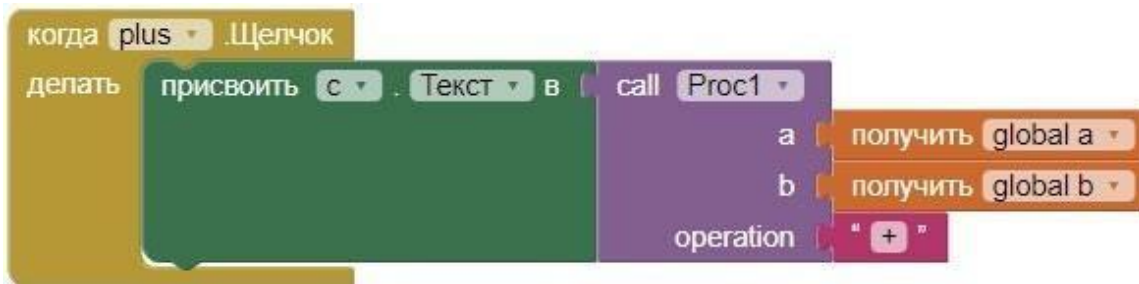 когда plus .Щелчок
делать присвоить c . Текст в call Proc1
a получить global a
b получить global b
operation " + "